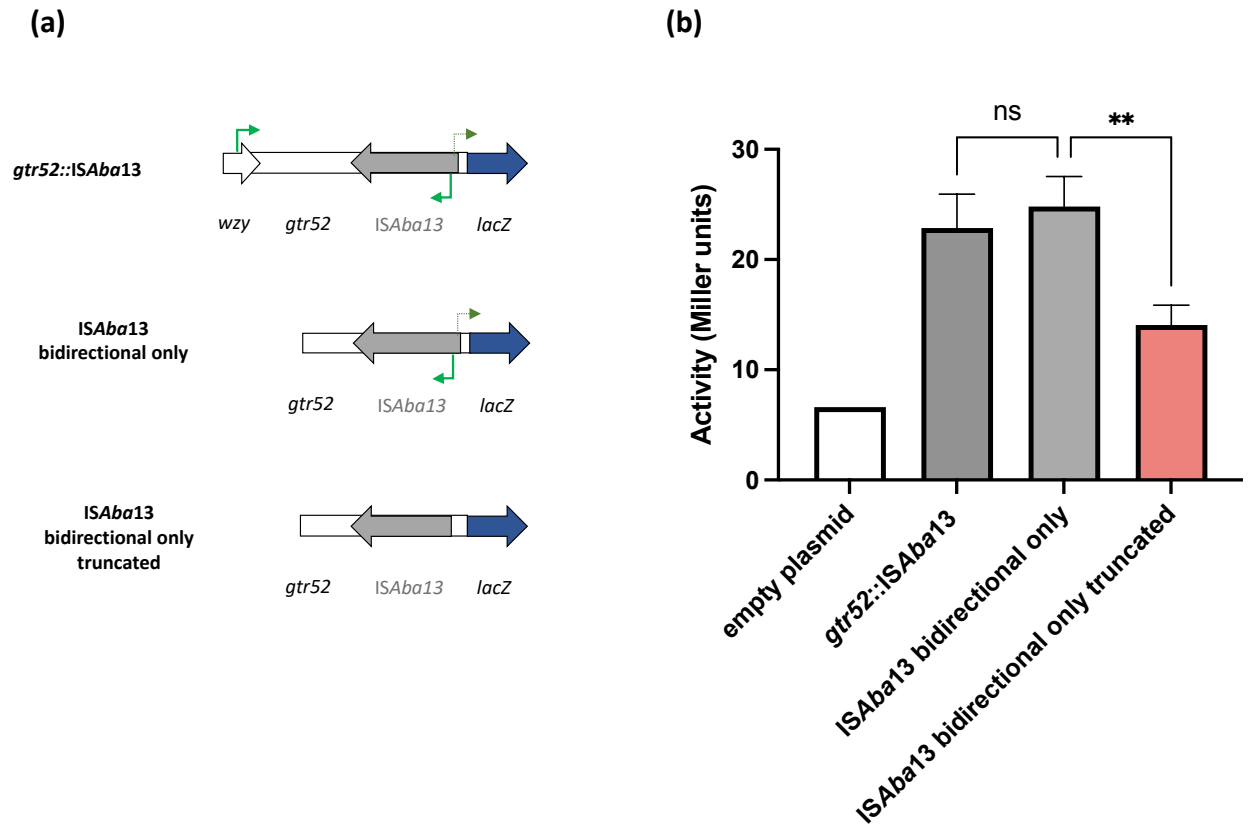 (a)
gtr52::ISAba13
wzy gtr52 ISAba13 lacZ
ISAba13
bidirectional only
gtr52 ISAba13 lacZ
ISAba13
bidirectional only
truncated
gtr52 ISAba13 lacZ
(b)
ns
**
Activity (Miller units)
30
20
10
0
empty plasmid
gtr52::ISAba13
ISAba13 bidirectional only
ISAba13 bidirectional only truncated